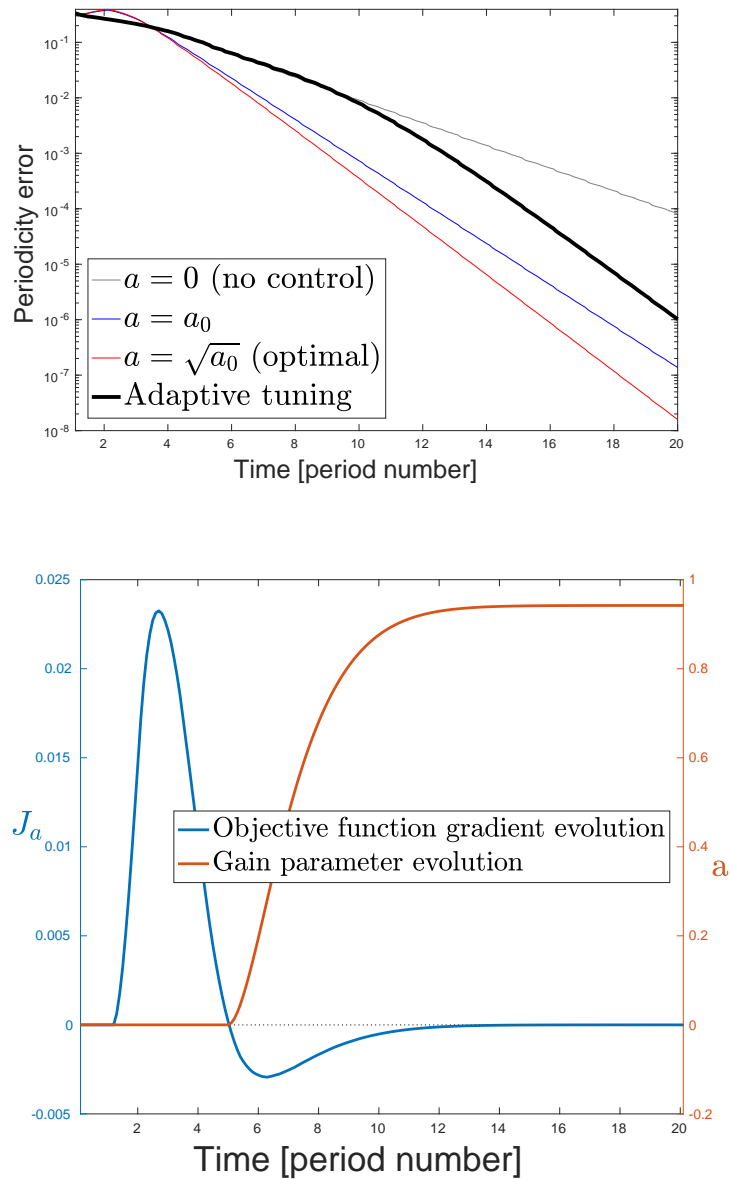 10^-1
10^-2
10^-3
10^-4
10^-5
10^-6
10^-7
10^-8
Periodicity error
a = 0 (no control)
a = a_0
a = √a_0 (optimal)
Adaptive tuning
2 4 6 8 10 12 14 16 18 20
Time [period number]
0.025
0.02
0.015
0.01
0.005
0
-0.005
J_a
1
0.8
0.6
0.4
0.2
0
-0.2
a
Objective function gradient evolution
Gain parameter evolution
2 4 6 8 10 12 14 16 18 20
Time [period number]